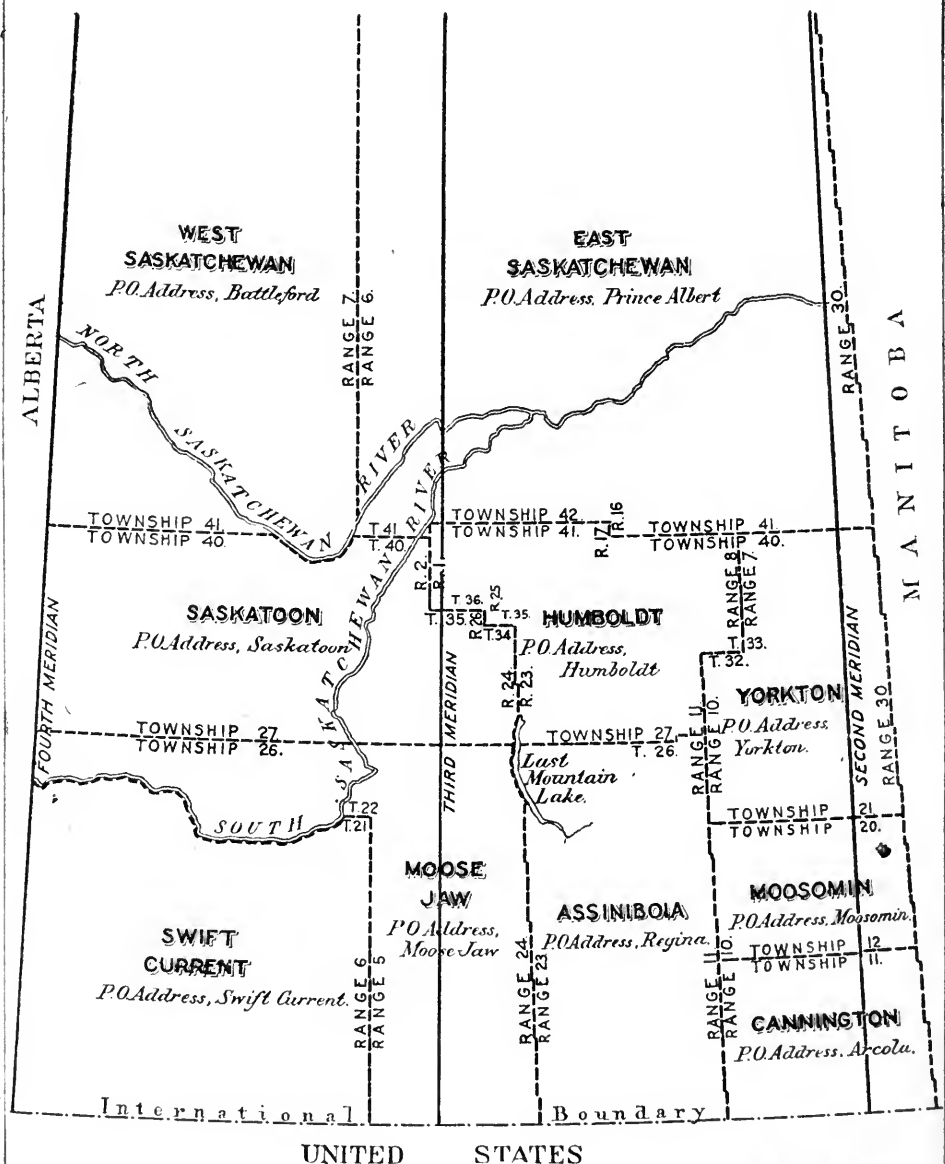 WEST
SASKATCHEWAN
P.O. Address, Battleford
EAST
SASKATCHEWAN
P.O. Address, Prince Albert
ALBERTA
MANITOBA
RANGE 7.
RANGE 6.
RANGE 30.
NORTH SASKATCHEWAN RIVER
TOWNSHIP 41.
TOWNSHIP 40.
T.41
T.40.
TOWNSHIP 42
TOWNSHIP 41.
R.17
R.16
TOWNSHIP 41.
TOWNSHIP 40.
R.2.
R.1
T.36.
T.35.
R.26
R.25
T.35.
T.34
RANGE 8
RANGE 7.
SASKATOON
P.O. Address, Saskatoon
HUMBOLDT
P.O. Address,
Humboldt
T. 33.
T. 32.
R.24
R.23.
YORKTON
P.O. Address
Yorkton.
FOURTH MERIDIAN
THIRD MERIDIAN
SECOND MERIDIAN
RANGE 30
TOWNSHIP 27
TOWNSHIP 26.
TOWNSHIP 27
T. 26.
RANGE 11
RANGE 10.
Last
Mountain
Lake.
SOUTH SASKATCHEWAN RIVER
T.22
T.21
TOWNSHIP 21
TOWNSHIP 20.
MOOSE
JAW
P.O Address,
Moose Jaw
ASSINIBOIA
P.O Address, Regina.
MOOSOMIN
P.O Address, Moosomin.
SWIFT
CURRENT
P.O. Address, Swift Current.
RANGE 6
RANGE 5
RANGE 24.
RANGE 23
RANGE 11
RANGE 10.
TOWNSHIP 12
TOWNSHIP 11.
CANNINGTON
P.O. Address, Arcola.
International Boundary
UNITED STATES